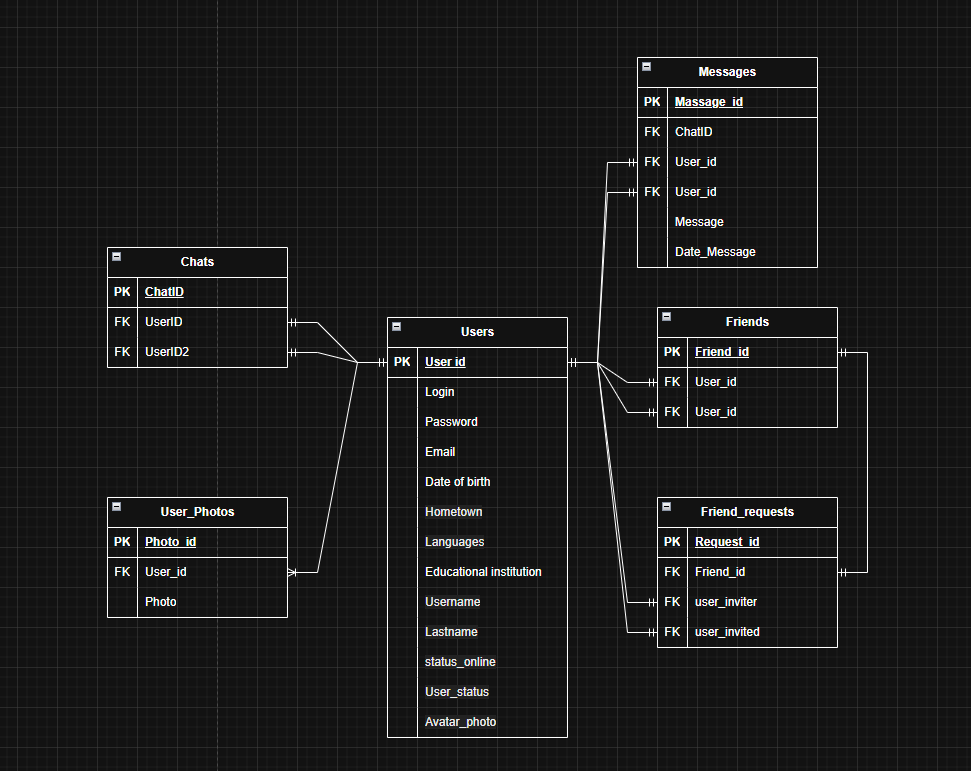 Messages
PK Massage_id
FK ChatID
FK User_id
FK User_id
Message
Date_Message
Chats
PK ChatID
FK UserID
FK UserID2
Users
PK User id
Login
Password
Email
Date of birth
Hometown
Languages
Educational institution
Username
Lastname
status_online
User_status
Avatar_photo
Friends
PK Friend_id
FK User_id
FK User_id
User_Photos
PK Photo_id
FK User_id
Photo
Friend_requests
PK Request_id
FK Friend_id
FK user_inviter
FK user_invited